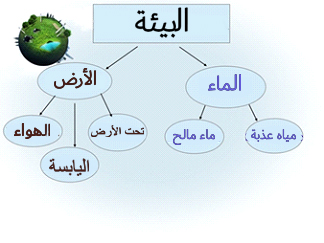 البيئة
الماء
الأرض
مياه عذبة
ماء مالح
تحت الأرض
الهواء
اليابسة